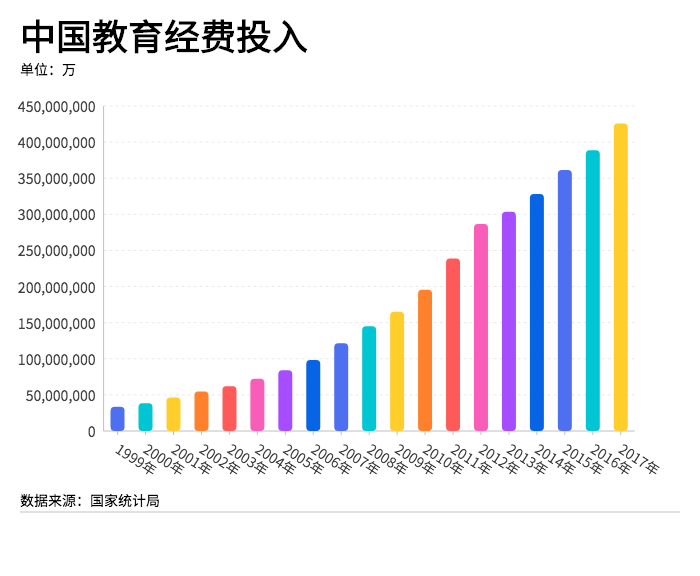 中国教育经费投入
单位：万
450,000,000
400,000,000
350,000,000
300,000,000
250,000,000
200,000,000
150,000,000
100,000,000
50,000,000
0
1999年
2000年
2001年
2002年
2003年
2004年
2005年
2006年
2007年
2008年
2009年
2010年
2011年
2012年
2013年
2014年
2015年
2016年
2017年
数据来源：国家统计局